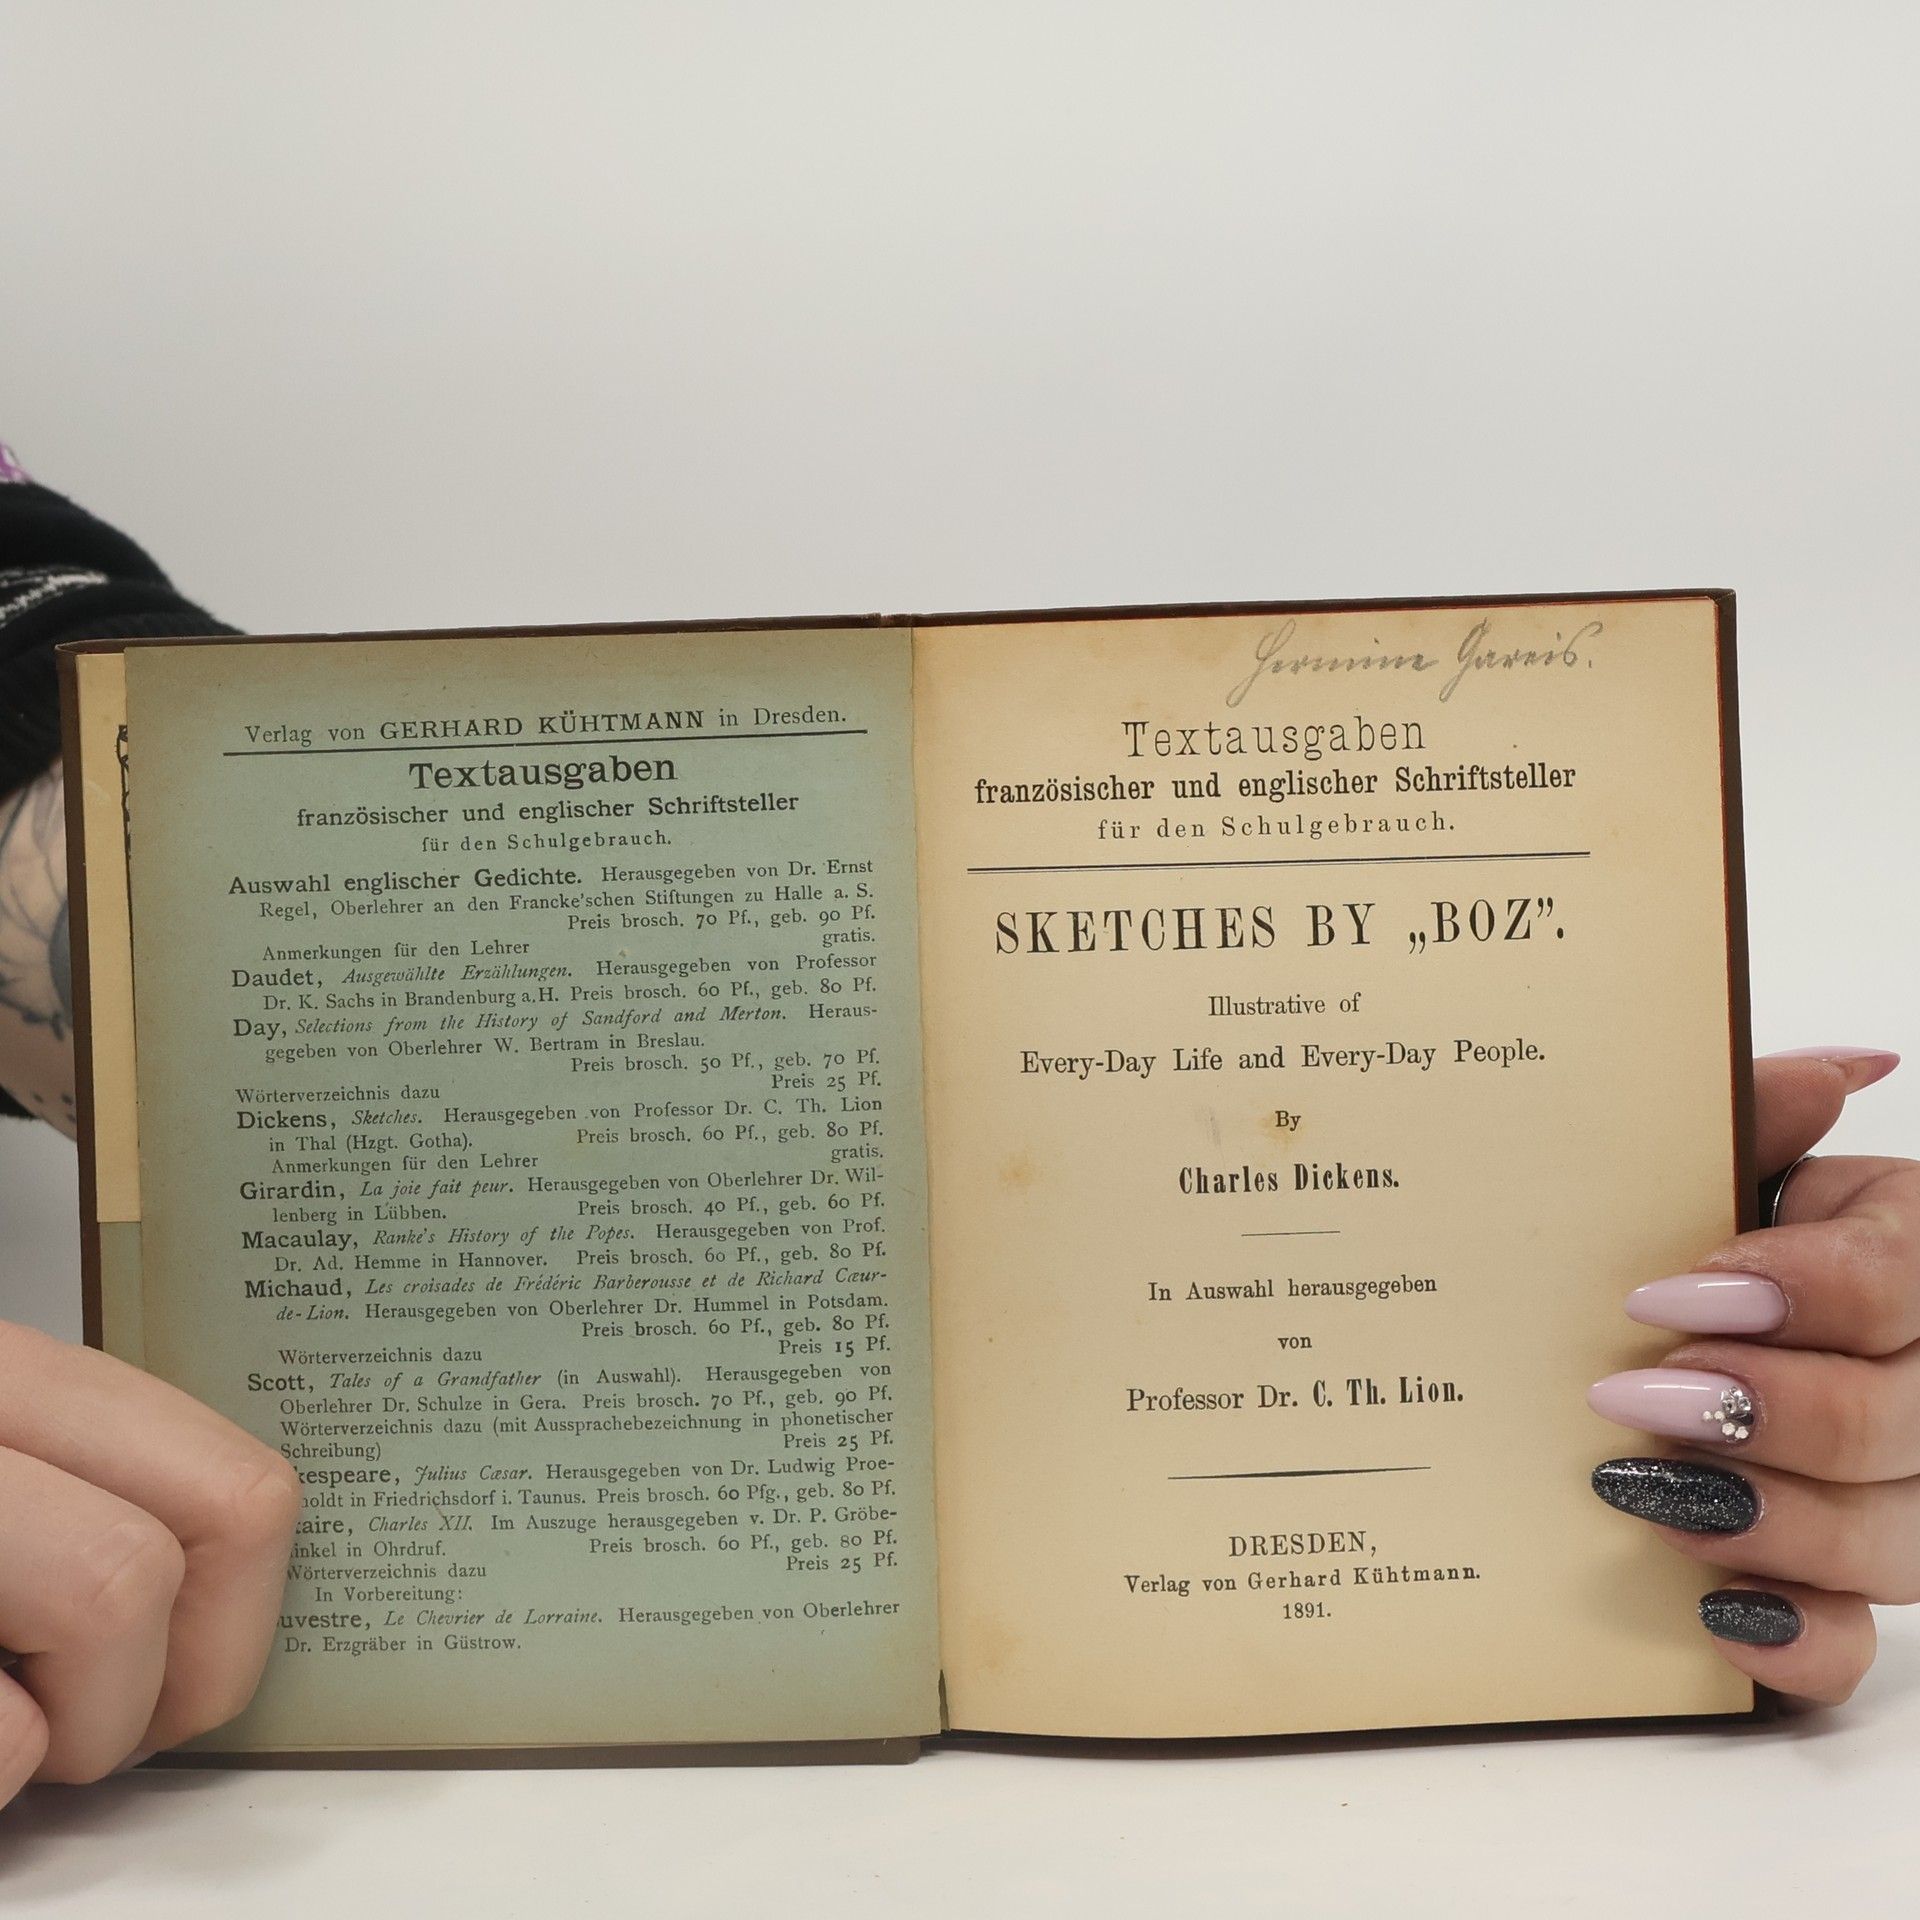 Verlag von GERHARD KÜHTMANN in Dresden.
Textausgaben
französischer und englischer Schriftsteller
für den Schulgebrauch.
Auswahl englischer Gedichte. Herausgegeben von Dr. Ernst
Regel, Oberlehrer an den Francke'schen Stiftungen zu Halle a. S.
Preis brosch. 70 Pf., geb. 90 Pf.
Anmerkungen für den Lehrer gratis.
Daudet, Ausgewählte Erzählungen. Herausgegeben von Professor
Dr. K. Sachs in Brandenburg a. H. Preis brosch. 60 Pf., geb. 80 Pf.
Day, Selections from the History of Sandford and Merton. Heraus-
gegeben von Oberlehrer W. Bertram in Breslau.
Preis brosch. 50 Pf., geb. 70 Pf.
Wörterverzeichnis dazu Preis 25 Pf.
Dickens, Sketches. Herausgegeben von Professor Dr. C. Th. Lion
in Thal (Hzgt. Gotha). Preis brosch. 60 Pf., geb. 80 Pf.
Anmerkungen für den Lehrer gratis.
Girardin, La joie fait peur. Herausgegeben von Oberlehrer Dr. Wil-
lenberg in Lübben. Preis brosch. 40 Pf., geb. 60 Pf.
Macaulay, Ranke's History of the Popes. Herausgegeben von Prof.
Dr. Ad. Hemme in Hannover. Preis brosch. 60 Pf., geb. 80 Pf.
Michaud, Les croisades de Frédéric Barberousse et de Richard Cœur-
de-Lion. Herausgegeben von Oberlehrer Dr. Hummel in Potsdam.
Preis brosch. 60 Pf., geb. 80 Pf.
Wörterverzeichnis dazu Preis 15 Pf.
Scott, Tales of a Grandfather (in Auswahl). Herausgegeben von
Oberlehrer Dr. Schulze in Gera. Preis brosch. 70 Pf., geb. 90 Pf.
Wörterverzeichnis dazu (mit Aussprachebezeichnung in phonetischer
Schreibung) Preis 25 Pf.
kespeare, Julius Cæsar. Herausgegeben von Dr. Ludwig Proe-
holdt in Friedrichsdorf i. Taunus. Preis brosch. 60 Pfg., geb. 80 Pf.
taire, Charles XII. Im Auszuge herausgegeben v. Dr. P. Gröbe-
inkel in Ohrdruf. Preis brosch. 60 Pf., geb. 80 Pf.
Wörterverzeichnis dazu Preis 25 Pf.
In Vorbereitung:
uvestre, Le Chevrier de Lorraine. Herausgegeben von Oberlehrer
Dr. Erzgräber in Güstrow.
Hermine Gareis.
Textausgaben
französischer und englischer Schriftsteller
für den Schulgebrauch.
SKETCHES BY „BOZ”.
Illustrative of
Every-Day Life and Every-Day People.
By
Charles Dickens.
In Auswahl herausgegeben
von
Professor Dr. C. Th. Lion.
DRESDEN,
Verlag von Gerhard Kühtmann.
1891.